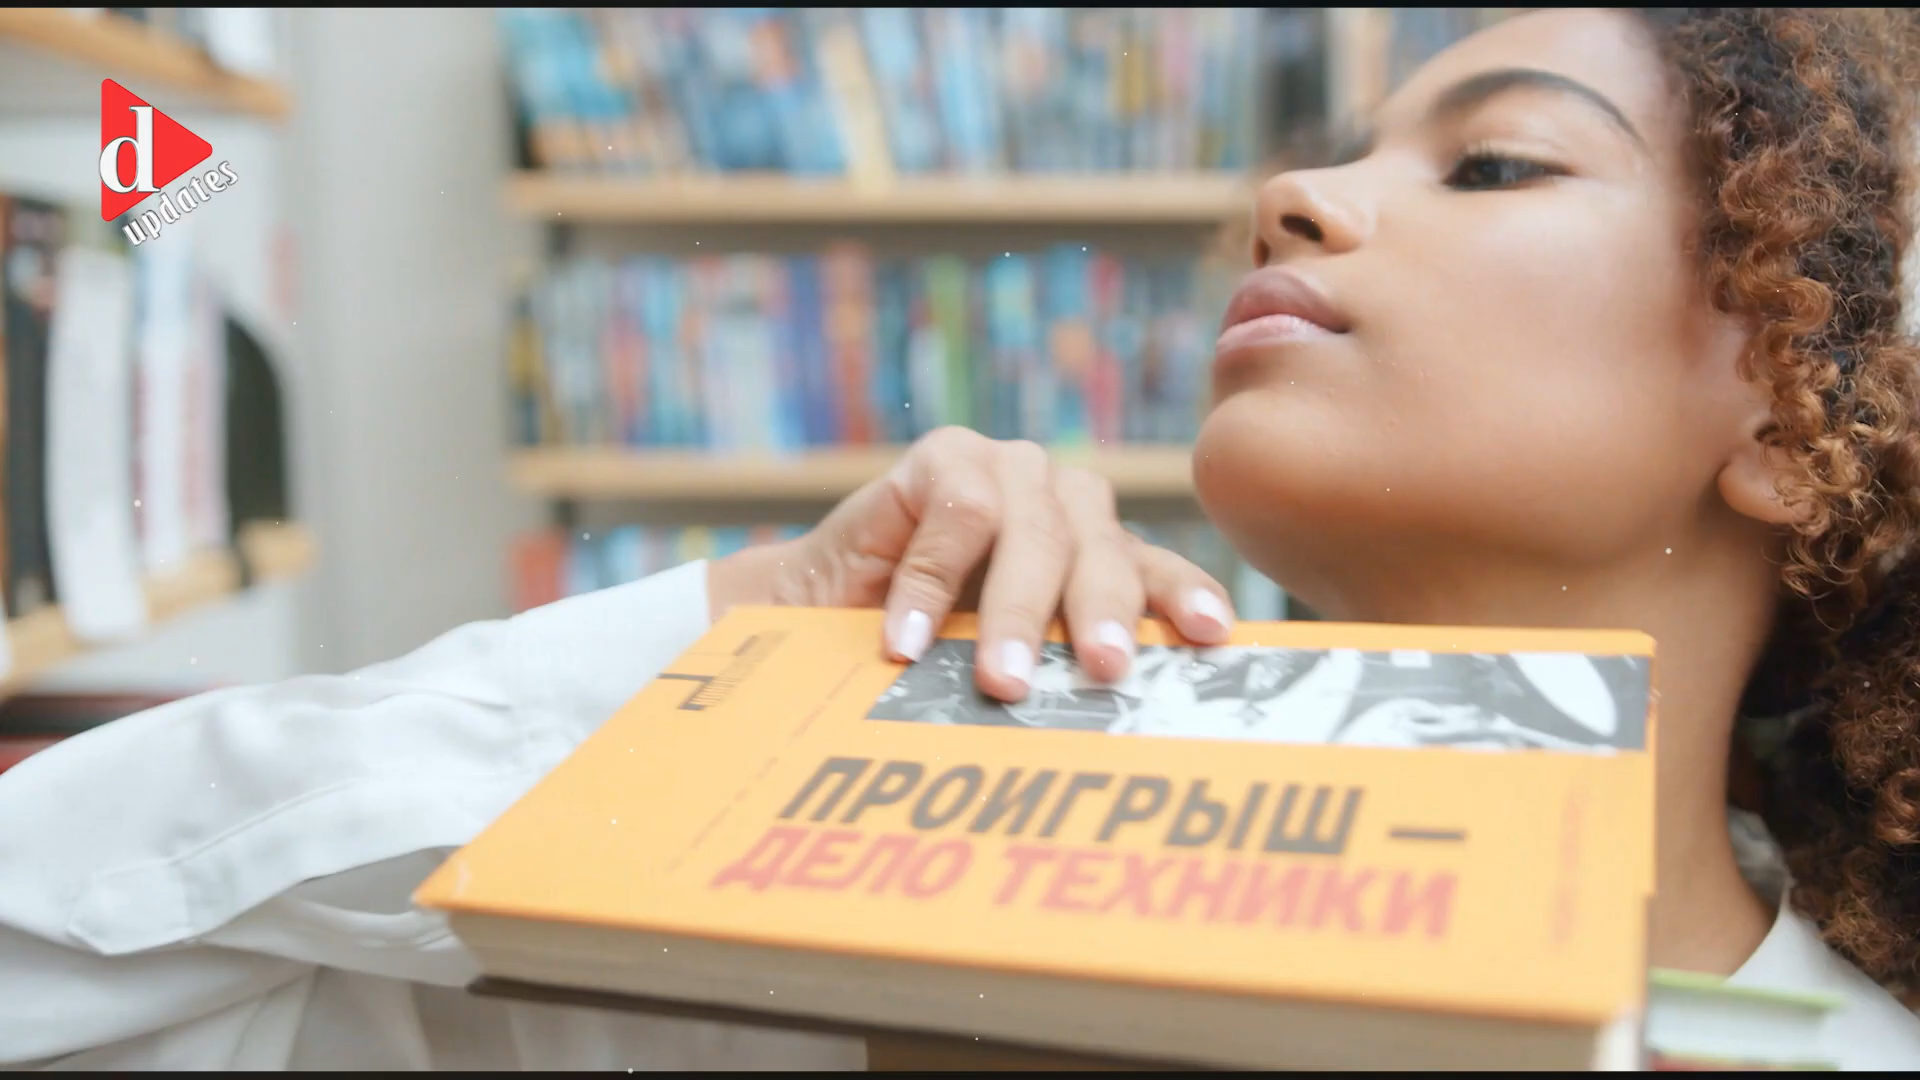 d
updates
ПРОИГРЫШ —
ДЕЛО ТЕХНИКИ